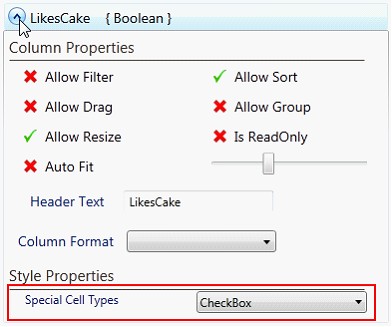 LikesCake { Boolean }
Column Properties
Allow Filter Allow Sort
Allow Drag Allow Group
Allow Resize Is ReadOnly
Auto Fit
Header Text LikesCake
Column Format
Style Properties
Special Cell Types CheckBox